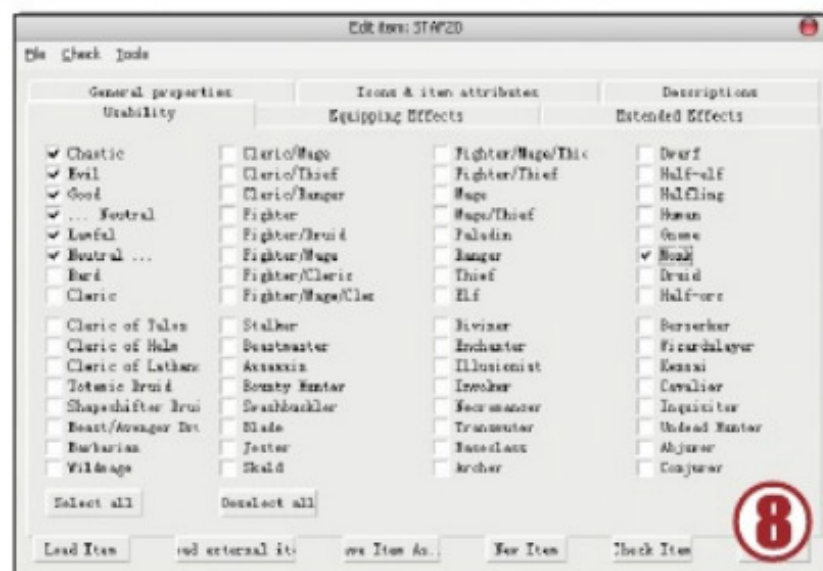 Edit item: STAF20
File Check Tools
General properties Icons & item attributes Descriptions
Usability Equipping Effects Extended Effects
Chaotic Cleric/Mage Fighter/Mage/Thie Dwarf
Evil Cleric/Thief Fighter/Thief Half-elf
Good Cleric/Ranger Mage Halfling
... Neutral Fighter Mage/Thief Human
Lawful Fighter/Druid Paladin Gnome
Neutral ... Fighter/Mage Ranger Monk
Bard Fighter/Cleric Thief Druid
Cleric Fighter/Mage/Cler Elf Half-orc
Cleric of Talos Stalker Diviner Berserker
Cleric of Helm Beastmaster Enchanter Wizardslayer
Cleric of Lathand Assassin Illusionist Kensai
Totemic Druid Bounty Hunter Invoker Cavalier
Shapeshifter Drui Swashbuckler Necromancer Inquisitor
Beast/Avenger Dru Blade Transmuter Undead Hunter
Barbarian Jester Baseclass Abjurer
Wildmage Skald Archer Conjurer
Select all Deselect all
Load Item Item As.. New Item Check Item
8